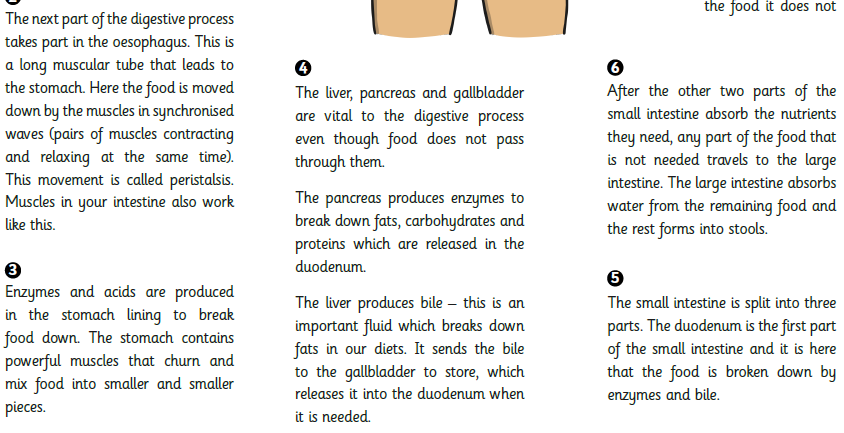 2
The next part of the digestive process
takes part in the oesophagus. This is
a long muscular tube that leads to
the stomach. Here the food is moved
down by the muscles in synchronised
waves (pairs of muscles contracting
and relaxing at the same time).
This movement is called peristalsis.
Muscles in your intestine also work
like this.
3
Enzymes and acids are produced
in the stomach lining to break
food down. The stomach contains
powerful muscles that churn and
mix food into smaller and smaller
pieces.
4
The liver, pancreas and gallbladder
are vital to the digestive process
even though food does not pass
through them.
The pancreas produces enzymes to
break down fats, carbohydrates and
proteins which are released in the
duodenum.
The liver produces bile – this is an
important fluid which breaks down
fats in our diets. It sends the bile
to the gallbladder to store, which
releases it into the duodenum when
it is needed.
the food it does not
6
After the other two parts of the
small intestine absorb the nutrients
they need, any part of the food that
is not needed travels to the large
intestine. The large intestine absorbs
water from the remaining food and
the rest forms into stools.
5
The small intestine is split into three
parts. The duodenum is the first part
of the small intestine and it is here
that the food is broken down by
enzymes and bile.